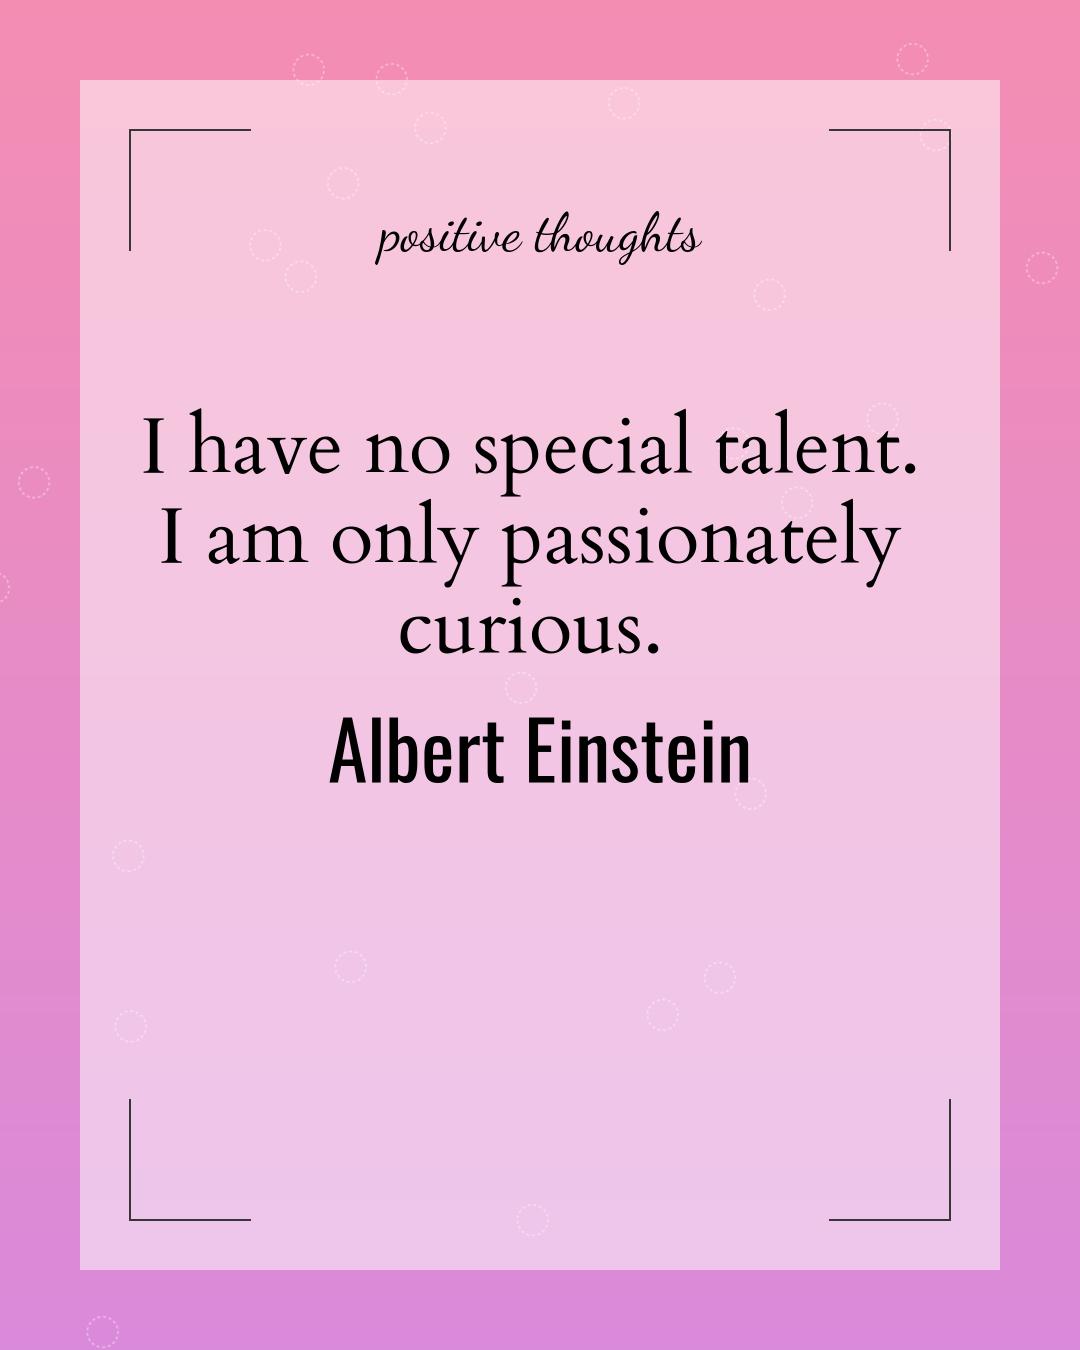 positive thoughts
I have no special talent.
I am only passionately
curious.
Albert Einstein